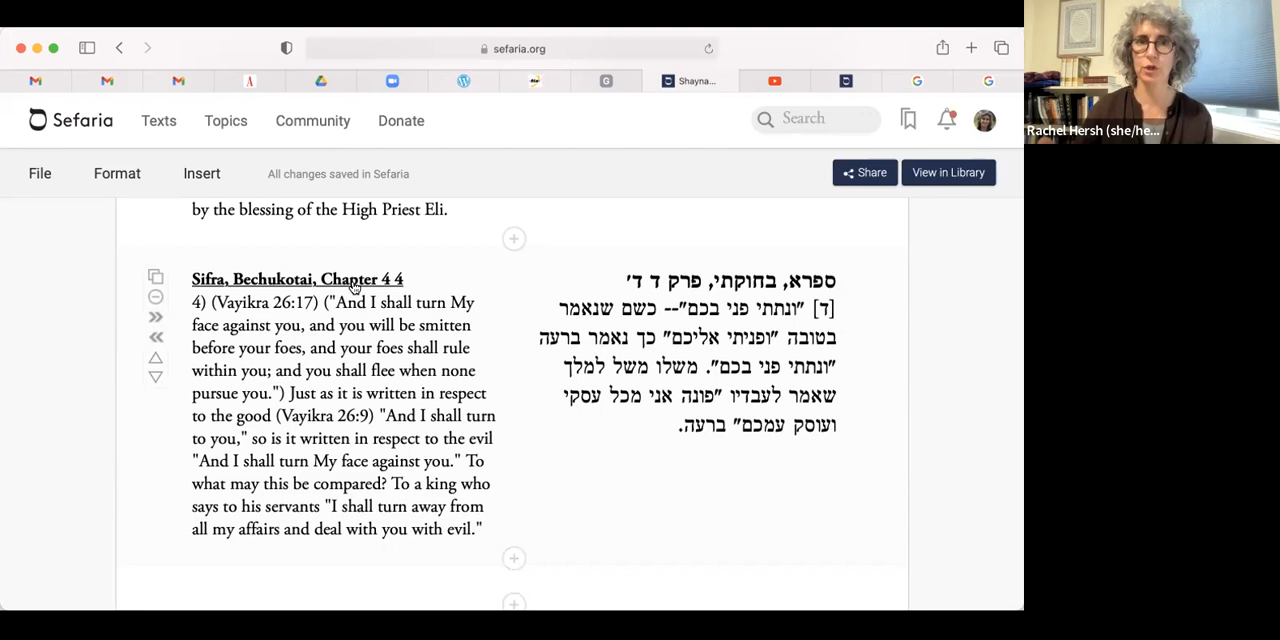 sefaria.org
Shayna...
Sefaria
Texts
Topics
Community
Donate
Search
File
Format
Insert
All changes saved in Sefaria
Share
View in Library
by the blessing of the High Priest Eli.
Sifra, Bechukotai, Chapter 4 4
4) (Vayikra 26:17) ("And I shall turn My
face against you, and you will be smitten
before your foes, and your foes shall rule
within you; and you shall flee when none
pursue you.") Just as it is written in respect
to the good (Vayikra 26:9) "And I shall turn
to you," so is it written in respect to the evil
"And I shall turn My face against you." To
what may this be compared? To a king who
says to his servants "I shall turn away from
all my affairs and deal with you with evil."
ספרא, בחוקתי, פרק ד ד׳
[ד] "ונתתי פני בכם"-- כשם שנאמר
בטובה "ופניתי אליכם" כך נאמר ברעה
"ונתתי פני בכם". משלו משל למלך
שאמר לעבדיו "פונה אני מכל עסקי
ועוסק עמכם" ברעה.
Rachel Hersh (she/he...